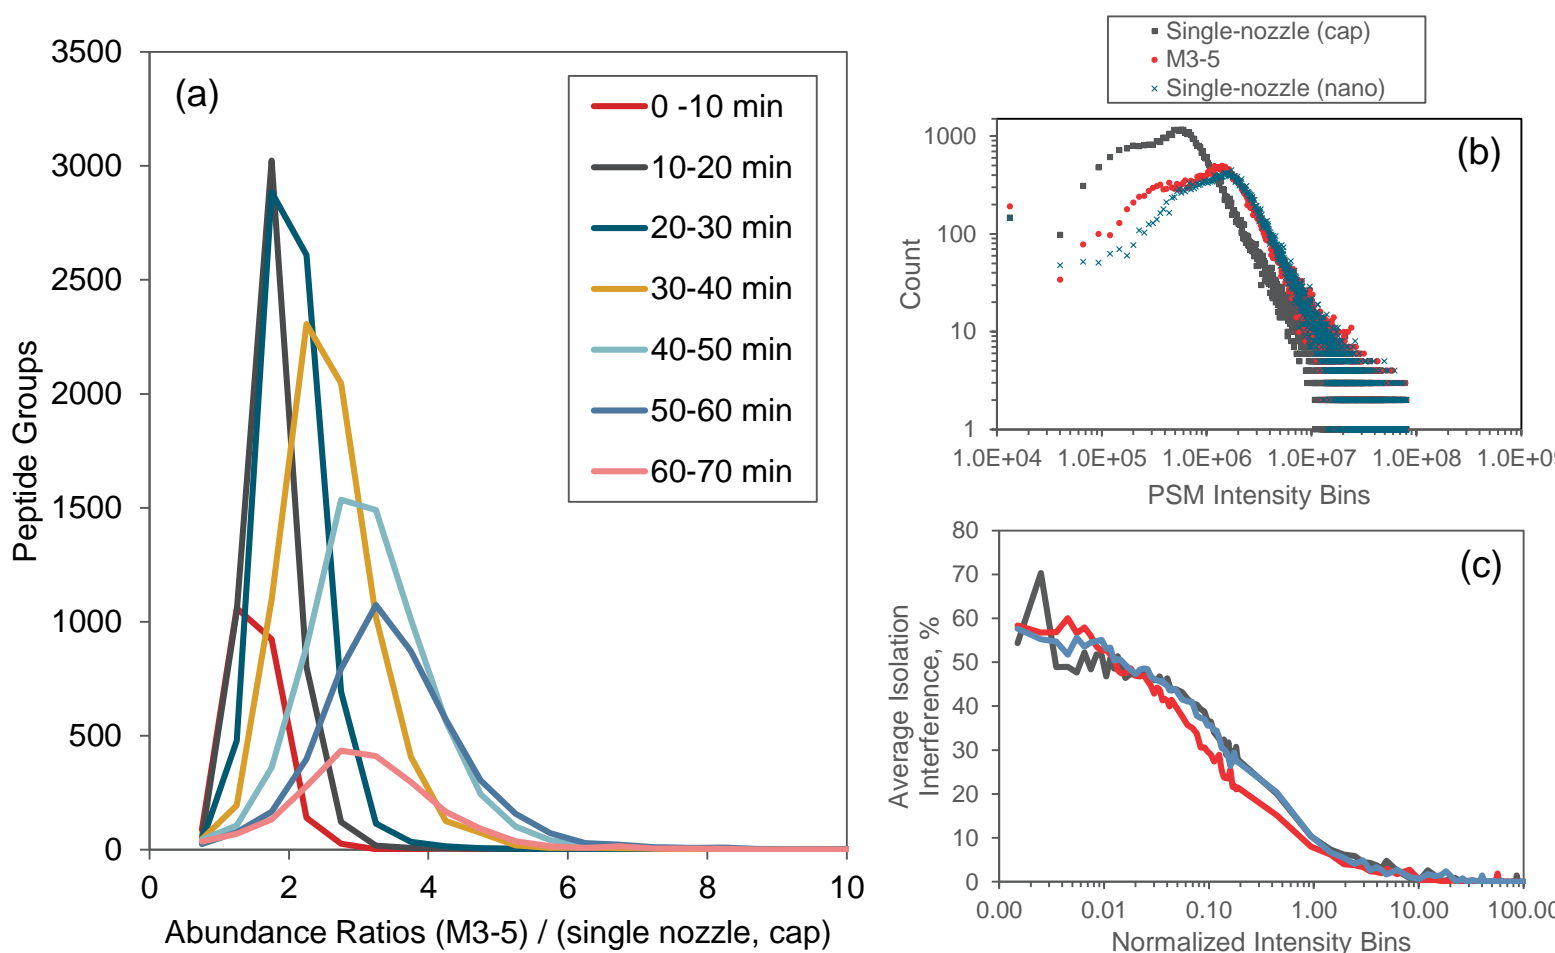 3500
3000
2500
2000
1500
1000
500
0
Peptide Groups
(a)
0 -10 min
10-20 min
20-30 min
30-40 min
40-50 min
50-60 min
60-70 min
0 2 4 6 8 10
Abundance Ratios (M3-5) / (single nozzle, cap)
Single-nozzle (cap)
M3-5
Single-nozzle (nano)
1000
100
10
1
Count
(b)
1.0E+04 1.0E+05 1.0E+06 1.0E+07 1.0E+08 1.0E+09
PSM Intensity Bins
80
70
60
50
40
30
20
10
0
Average Isolation
Interference, %
(c)
0.00 0.01 0.10 1.00 10.00 100.00
Normalized Intensity Bins